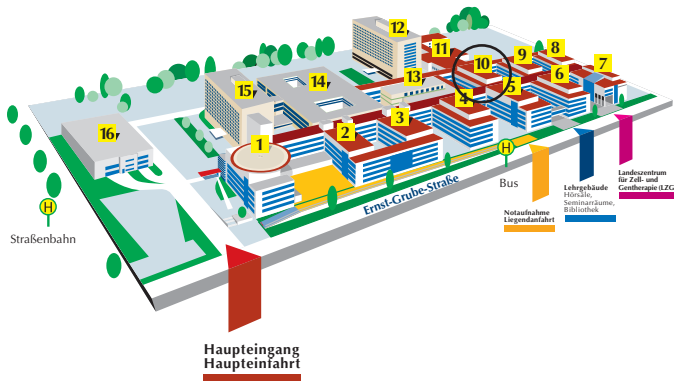 12
11
10
9
8
7
13
14
15
5
6
4
3
2
1
16
H
H
Bus
Straßenbahn
Ernst-Grube-Straße
Notaufnahme
Liegendanfahrt
Lehrgebäude
Hörsäle,
Seminarräume,
Bibliothek
Landeszentrum
für Zell- und
Gentherapie (LZG
Haupteingang
Haupteinfahrt